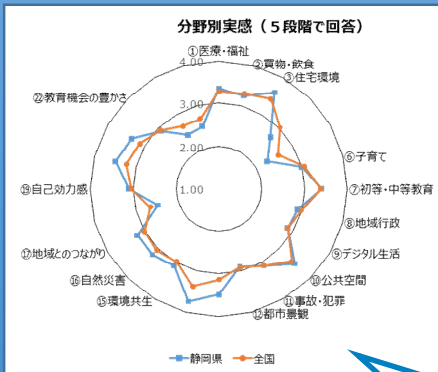 分野別実感（５段階で回答）
①医療・福祉
②買物・飲食
③住宅環境
⑥子育て
⑦初等・中等教育
⑧地域行政
⑨デジタル生活
⑩公共空間
⑪事故・犯罪
⑫都市景観
⑮環境共生
⑯自然災害
⑰地域とのつながり
⑲自己効力感
㉒教育機会の豊かさ
4.00
3.00
2.00
1.00
静岡県 全国